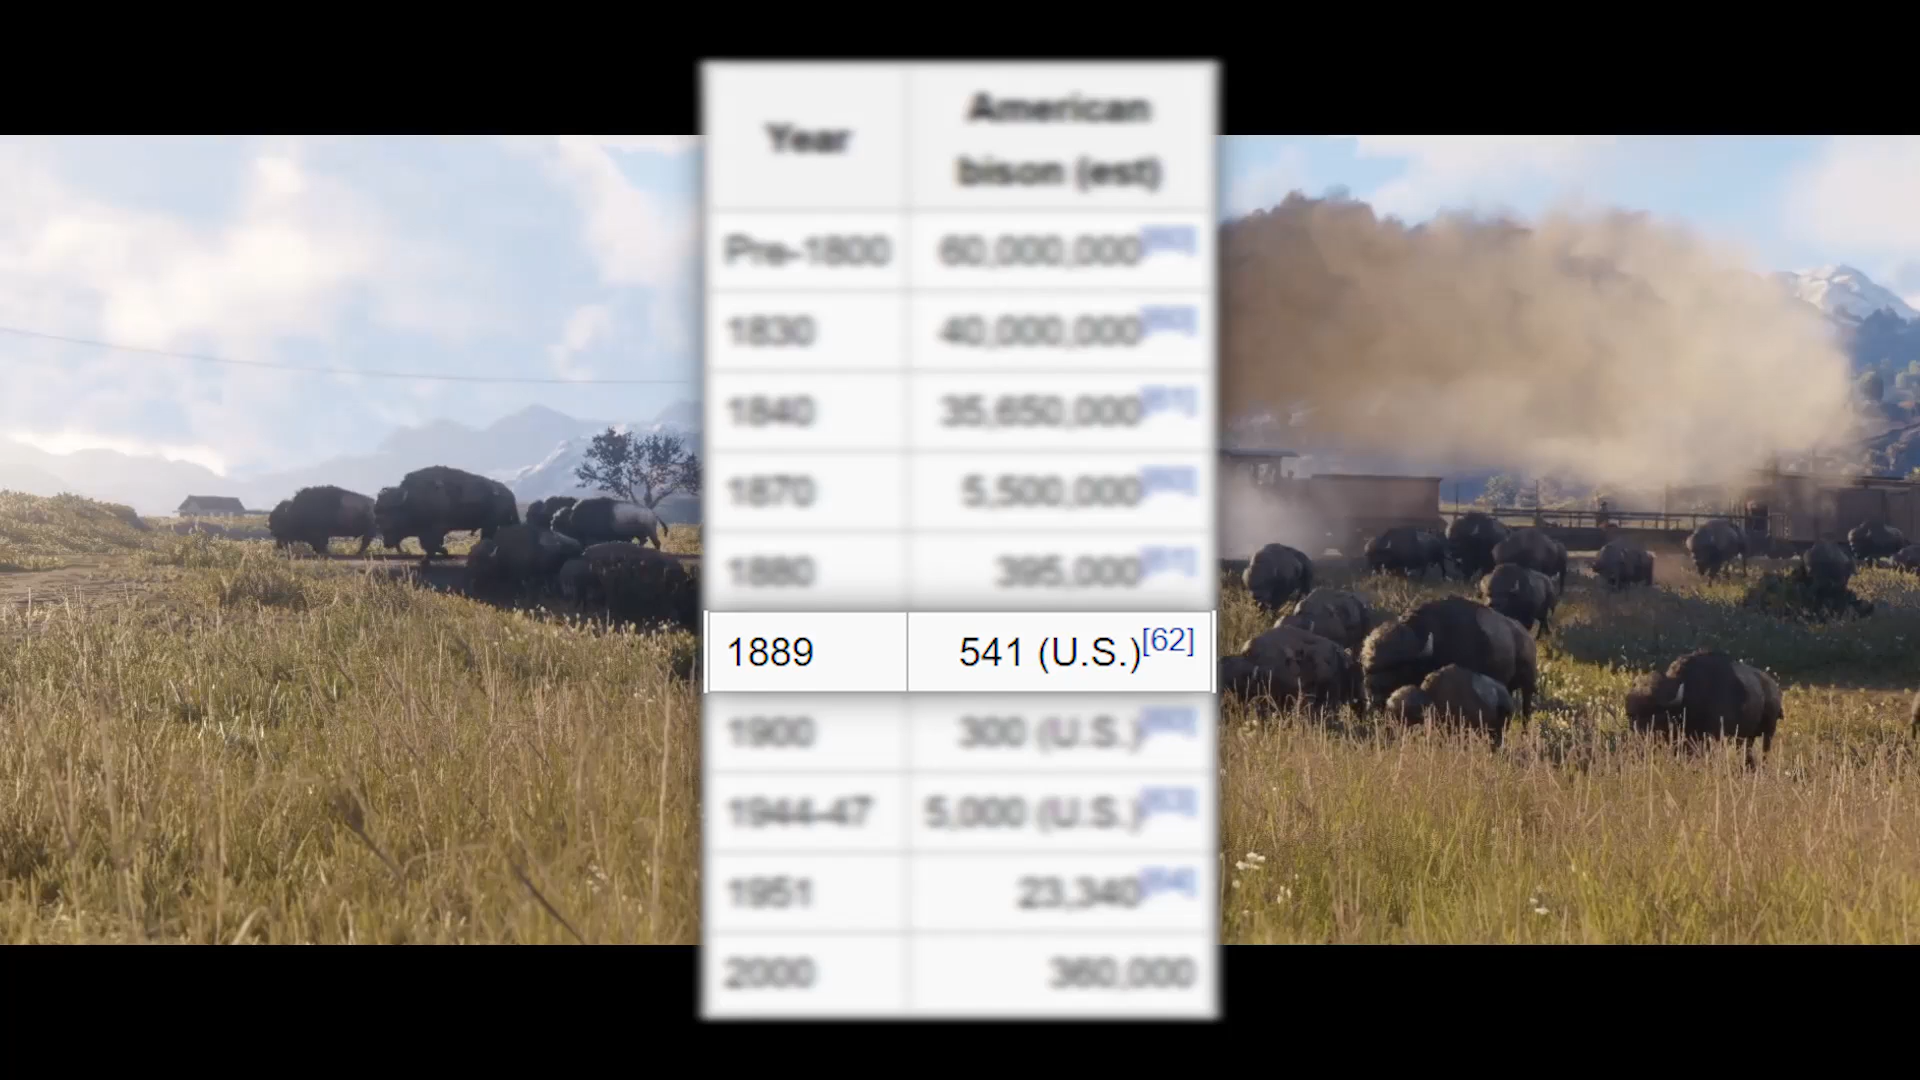 Year
American
bison (est)
Pre-1800 60,000,000
1830 40,000,000
1840 35,650,000
1870 5,500,000
1880 395,000
1889 541 (U.S.)[62]
1900 300 (U.S.)
1944-47 5,000 (U.S.)
1951 23,340
2000 360,000